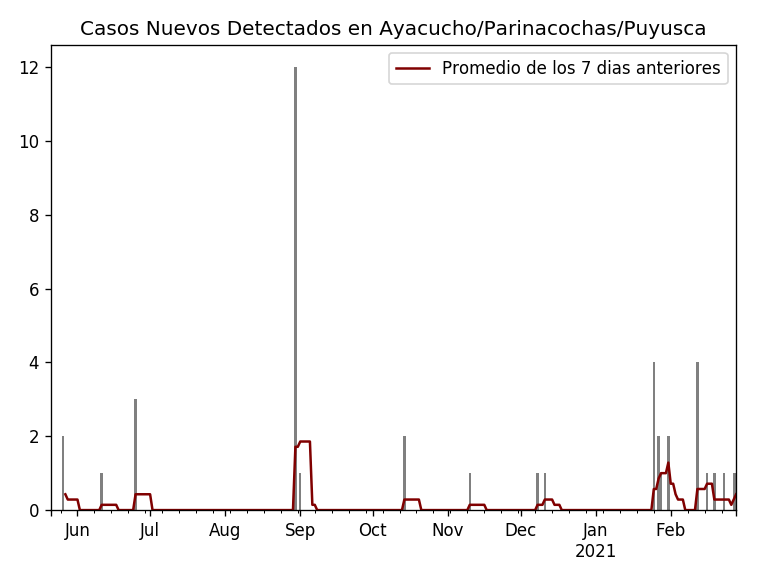 Casos Nuevos Detectados en Ayacucho/Parinacochas/Puyusca
Promedio de los 7 dias anteriores
12
10
8
6
4
2
0
Jun Jul Aug Sep Oct Nov Dec Jan Feb
2021